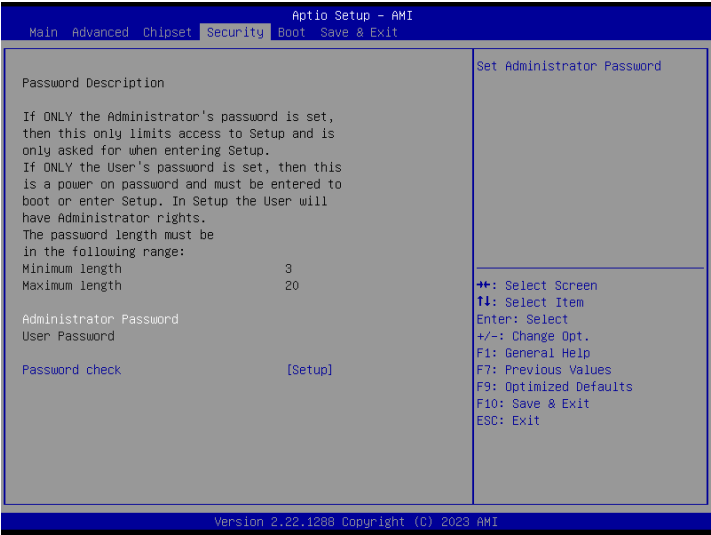 Aptio Setup – AMI
Main Advanced Chipset Security Boot Save & Exit
Password Description
If ONLY the Administrator's password is set,
then this only limits access to Setup and is
only asked for when entering Setup.
If ONLY the User's password is set, then this
is a power on password and must be entered to
boot or enter Setup. In Setup the User will
have Administrator rights.
The password length must be
in the following range:
Minimum length 3
Maximum length 20
Administrator Password
User Password
Password check [Setup]
Set Administrator Password
→←: Select Screen
↑↓: Select Item
Enter: Select
+/-: Change Opt.
F1: General Help
F7: Previous Values
F9: Optimized Defaults
F10: Save & Exit
ESC: Exit
Version 2.22.1288 Copyright (C) 2023 AMI